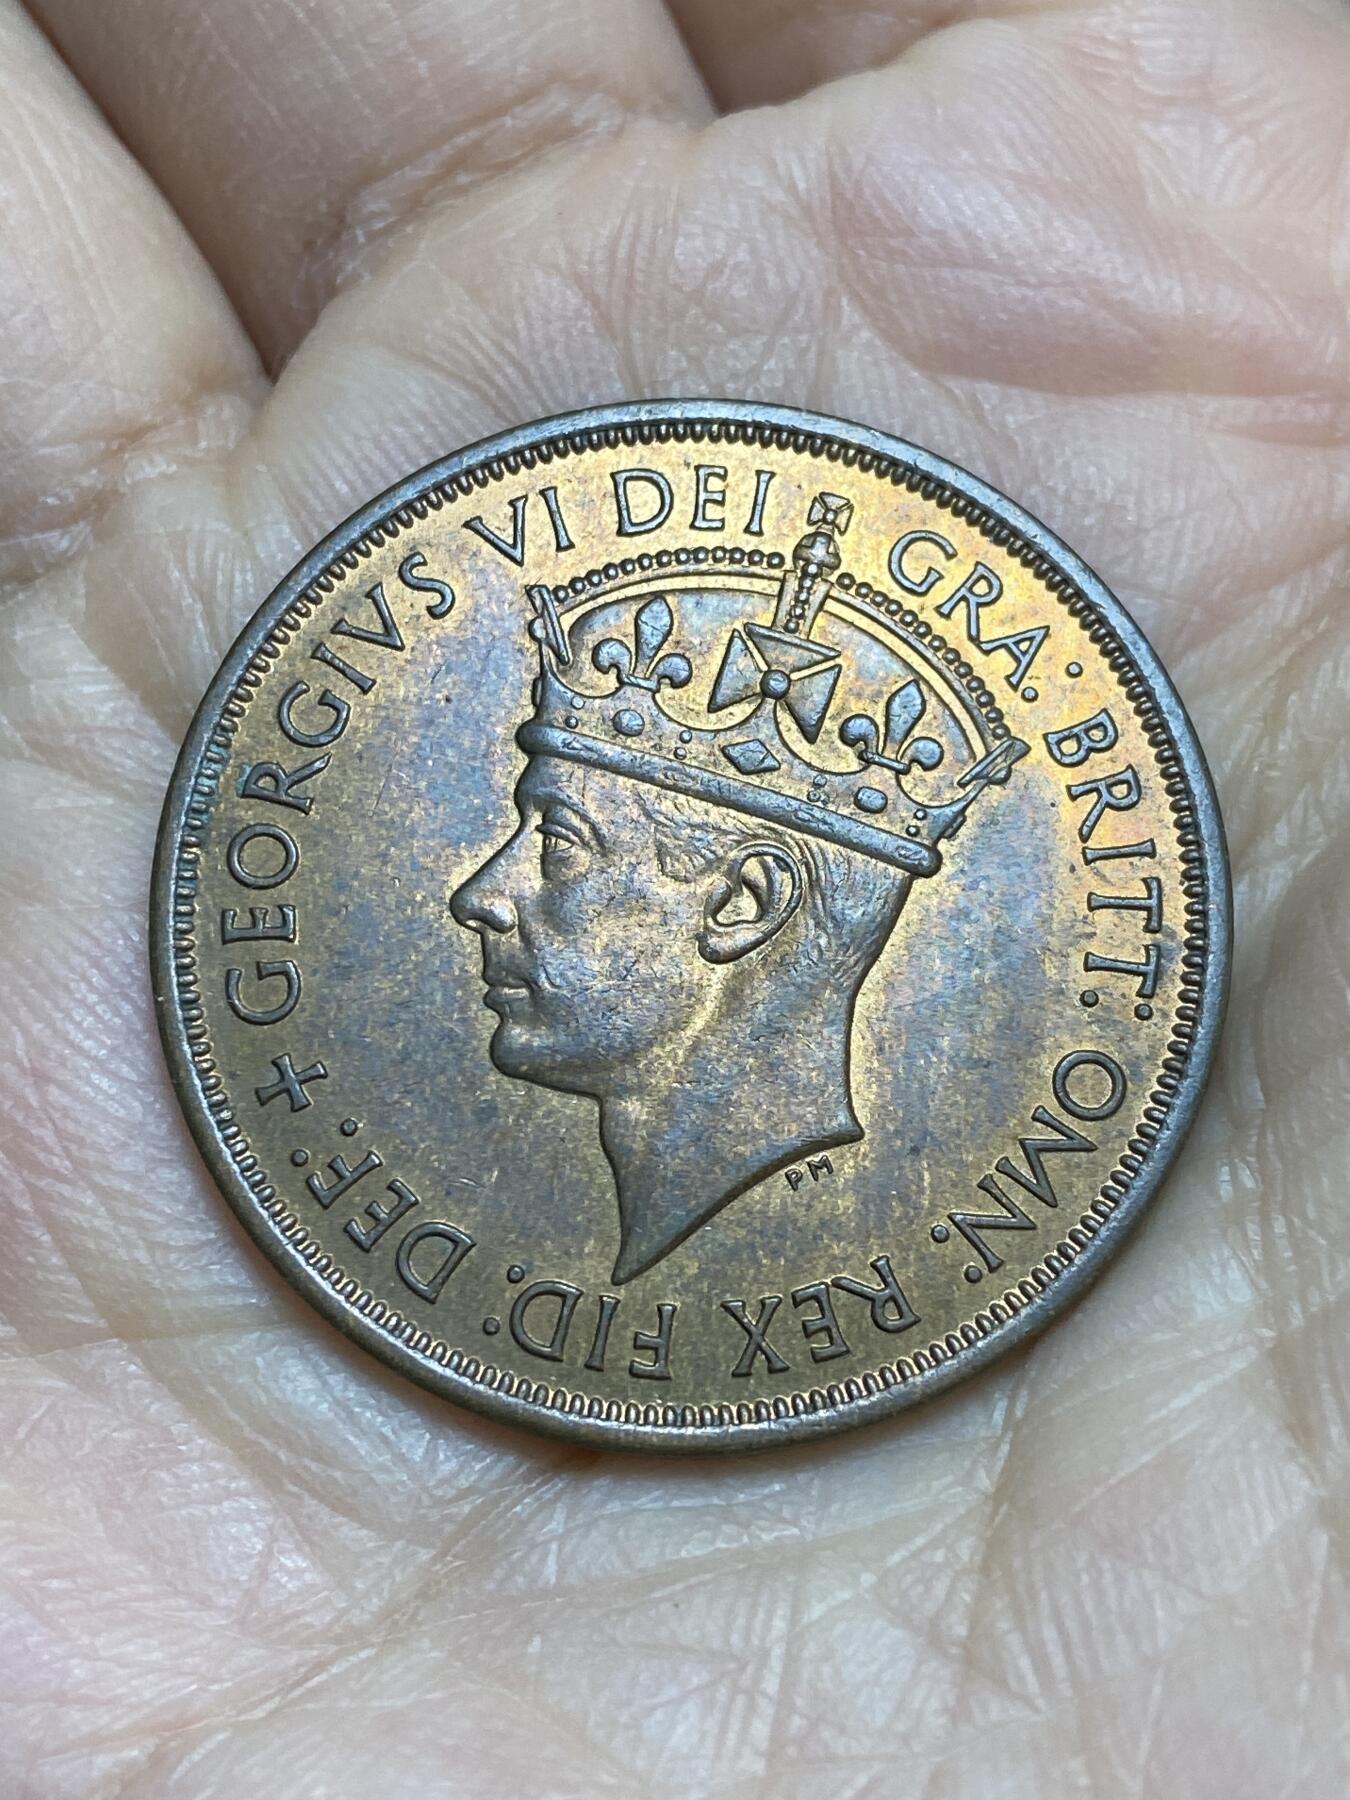 + GEORGIVS VI DEI GRA: BRITT: OMN: REX FID: DEF:
PM